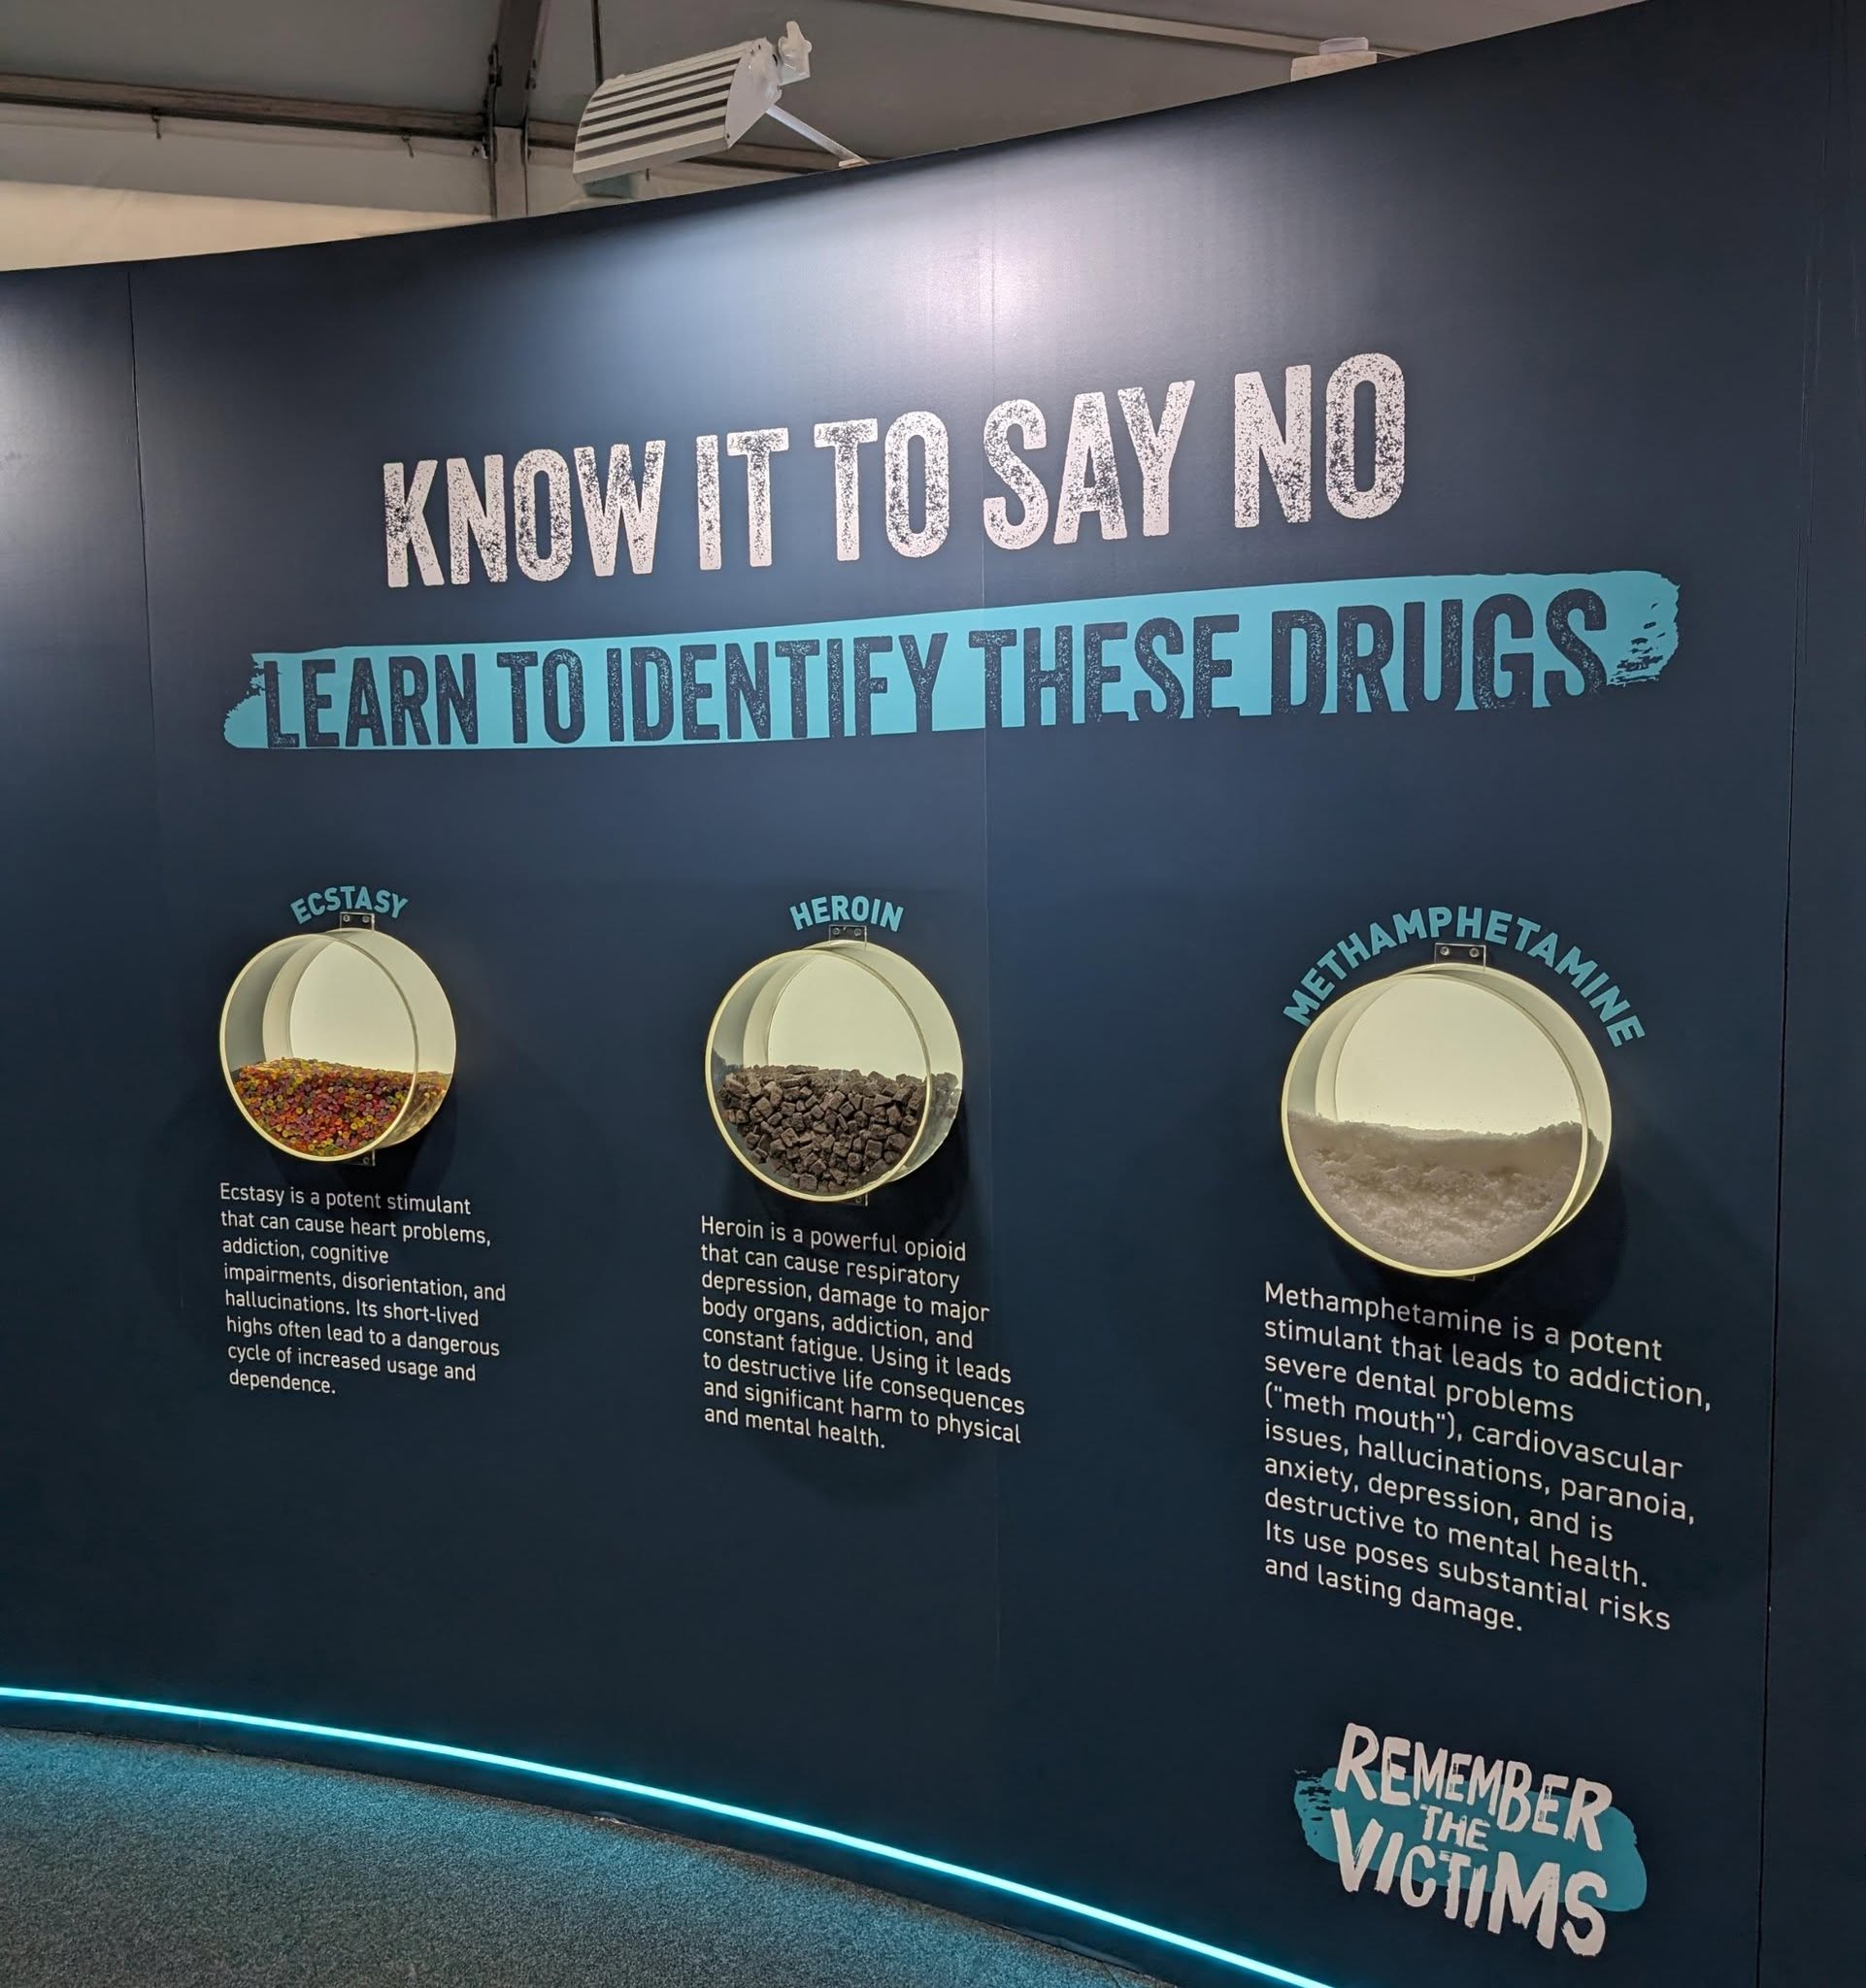 KNOW IT TO SAY NO
LEARN TO IDENTIFY THESE DRUGS
ECSTASY
Ecstasy is a potent stimulant
that can cause heart problems,
addiction, cognitive
impairments, disorientation, and
hallucinations. Its short-lived
highs often lead to a dangerous
cycle of increased usage and
dependence.
HEROIN
Heroin is a powerful opioid
that can cause respiratory
depression, damage to major
body organs, addiction, and
constant fatigue. Using it leads
to destructive life consequences
and significant harm to physical
and mental health.
METHAMPHETAMINE
Methamphetamine is a potent
stimulant that leads to addiction,
severe dental problems
("meth mouth"), cardiovascular
issues, hallucinations, paranoia,
anxiety, depression, and is
destructive to mental health.
Its use poses substantial risks
and lasting damage.
REMEMBER
THE
VICTIMS